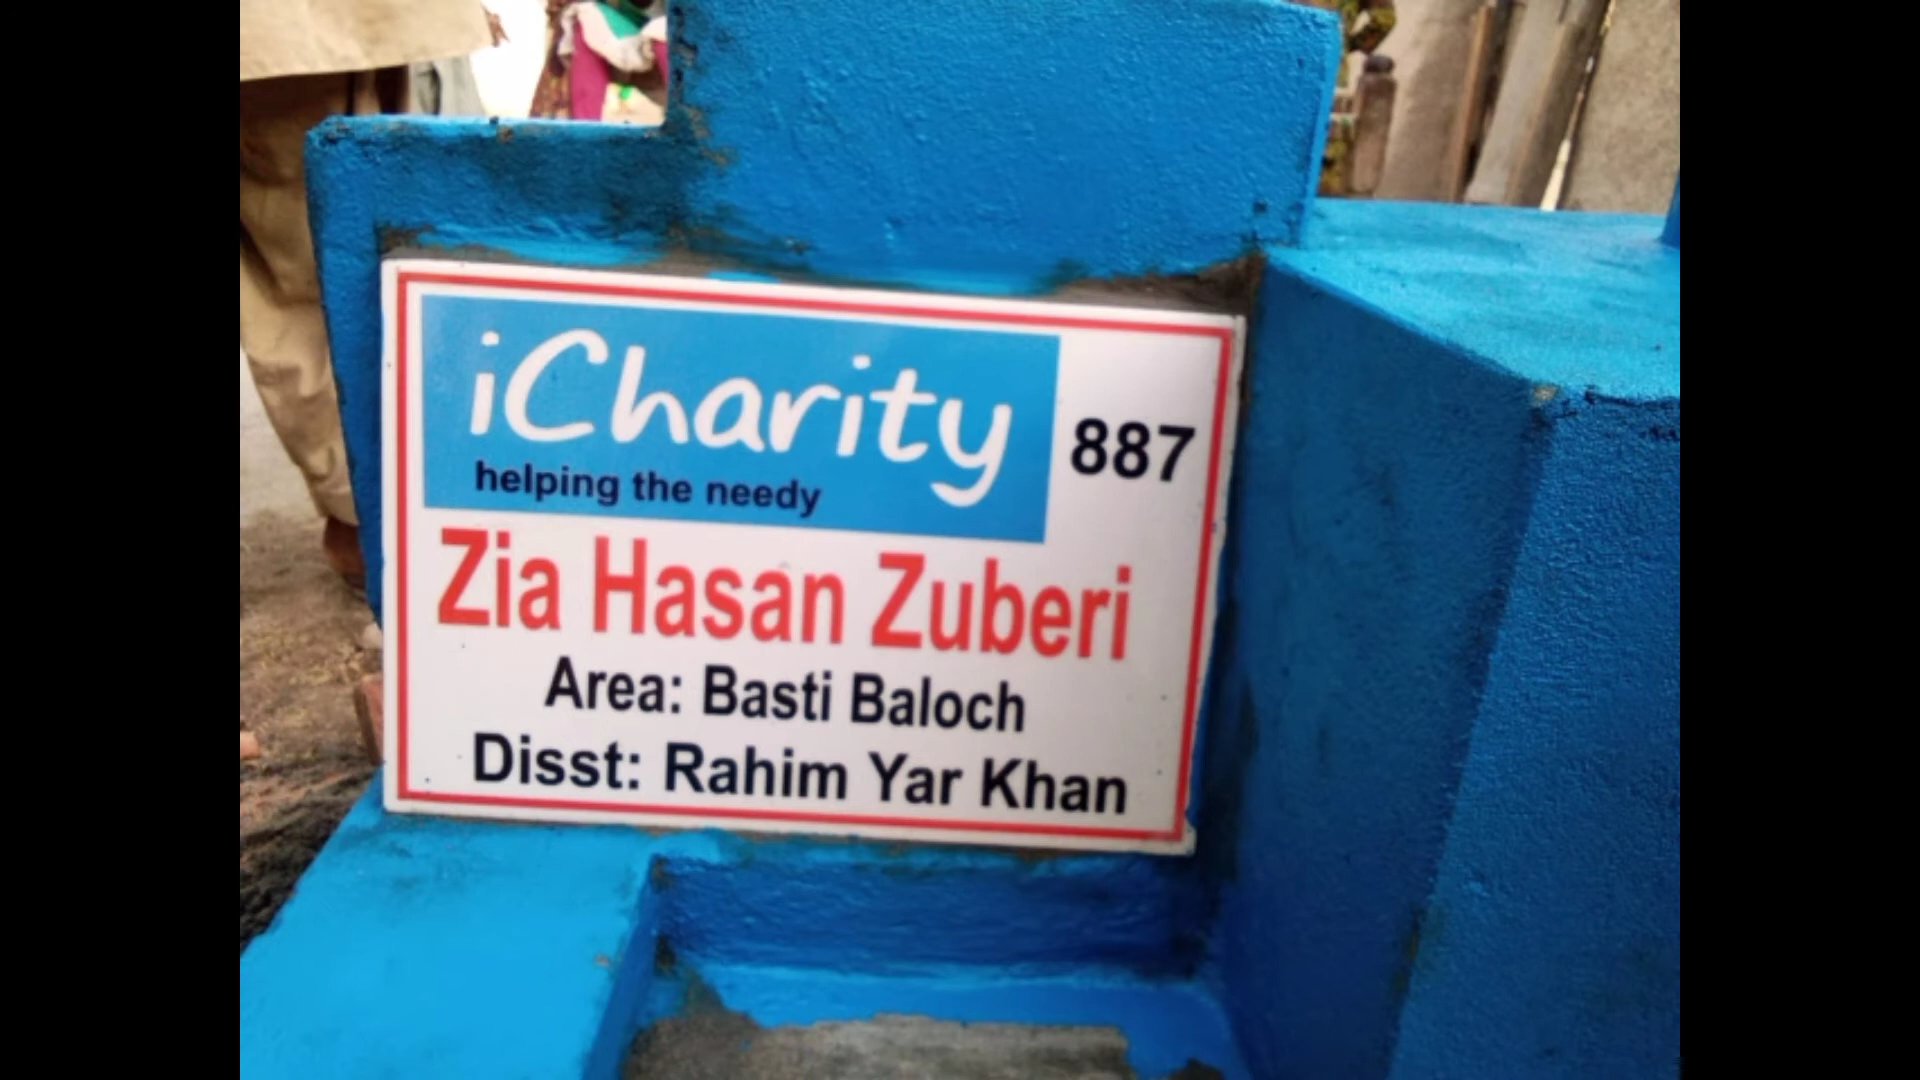 iCharity
helping the needy
887
Zia Hasan Zuberi
Area: Basti Baloch
Disst: Rahim Yar Khan